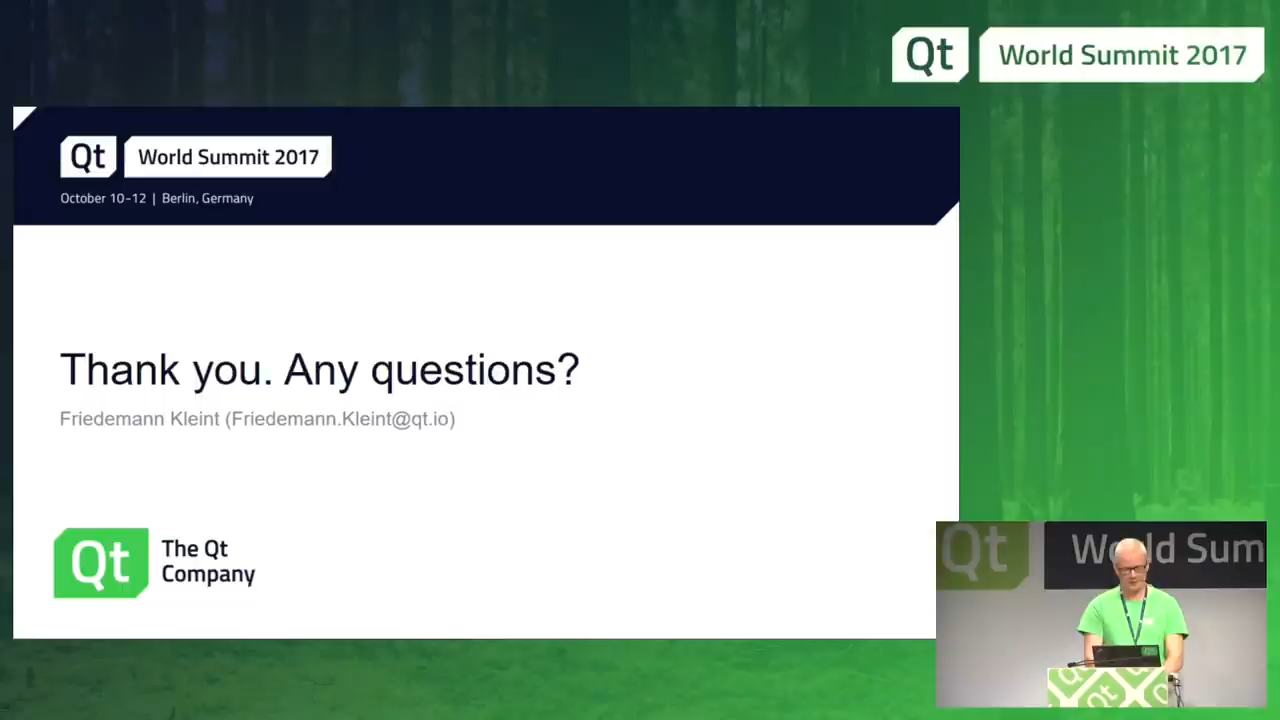 Qt World Summit 2017
Qt World Summit 2017
October 10-12 | Berlin, Germany
Thank you. Any questions?
Friedemann Kleint (Friedemann.Kleint@qt.io)
Qt The Qt
Company
Qt World Sum
Qt